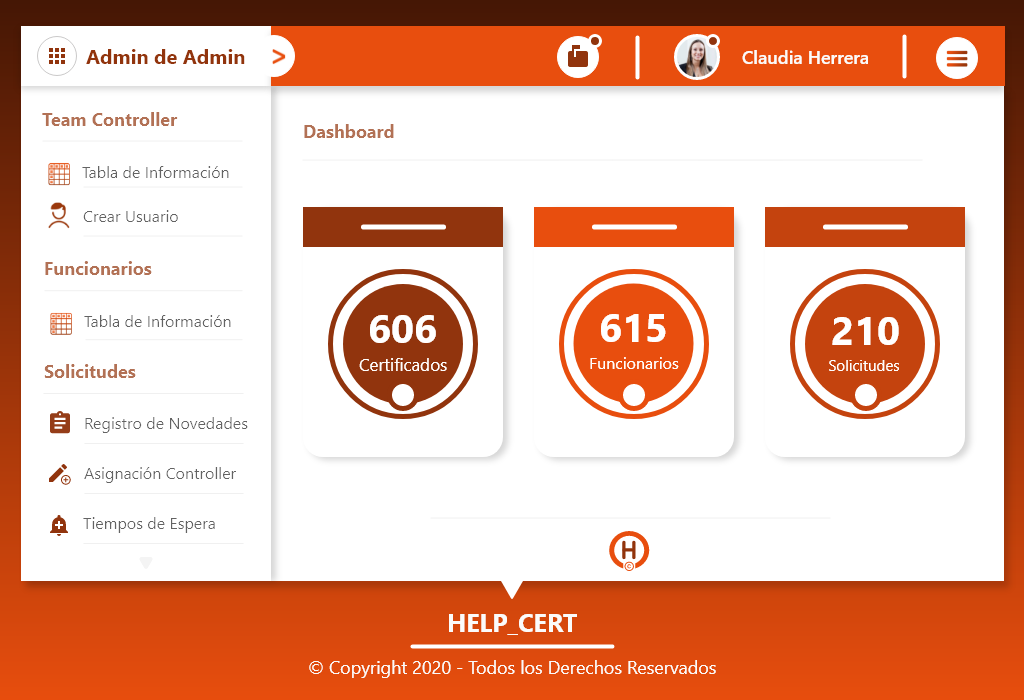 Admin de Admin
>
Claudia Herrera
Team Controller
Tabla de Información
Crear Usuario
Funcionarios
Tabla de Información
Solicitudes
Registro de Novedades
Asignación Controller
Tiempos de Espera
Dashboard
606
Certificados
615
Funcionarios
210
Solicitudes
H
©
HELP_CERT
© Copyright 2020 - Todos los Derechos Reservados